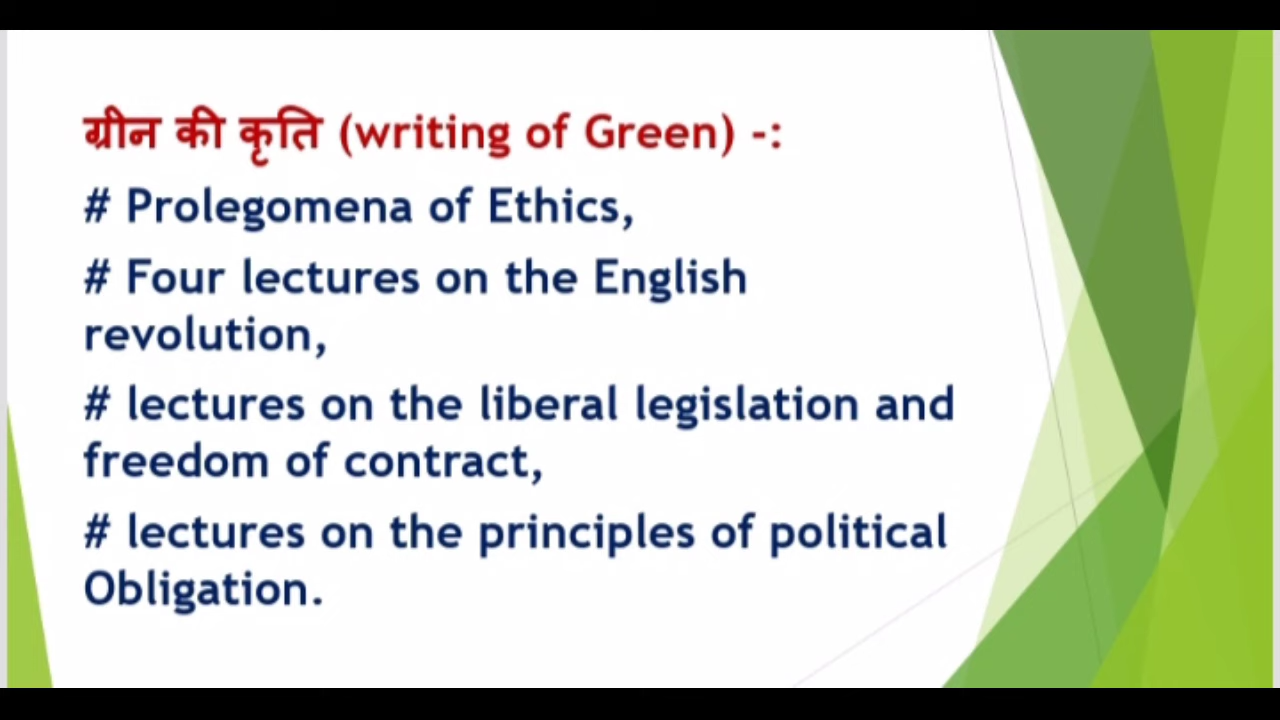 ग्रीन की कृति (writing of Green) -:
# Prolegomena of Ethics,
# Four lectures on the English
revolution,
# lectures on the liberal legislation and
freedom of contract,
# lectures on the principles of political
Obligation.